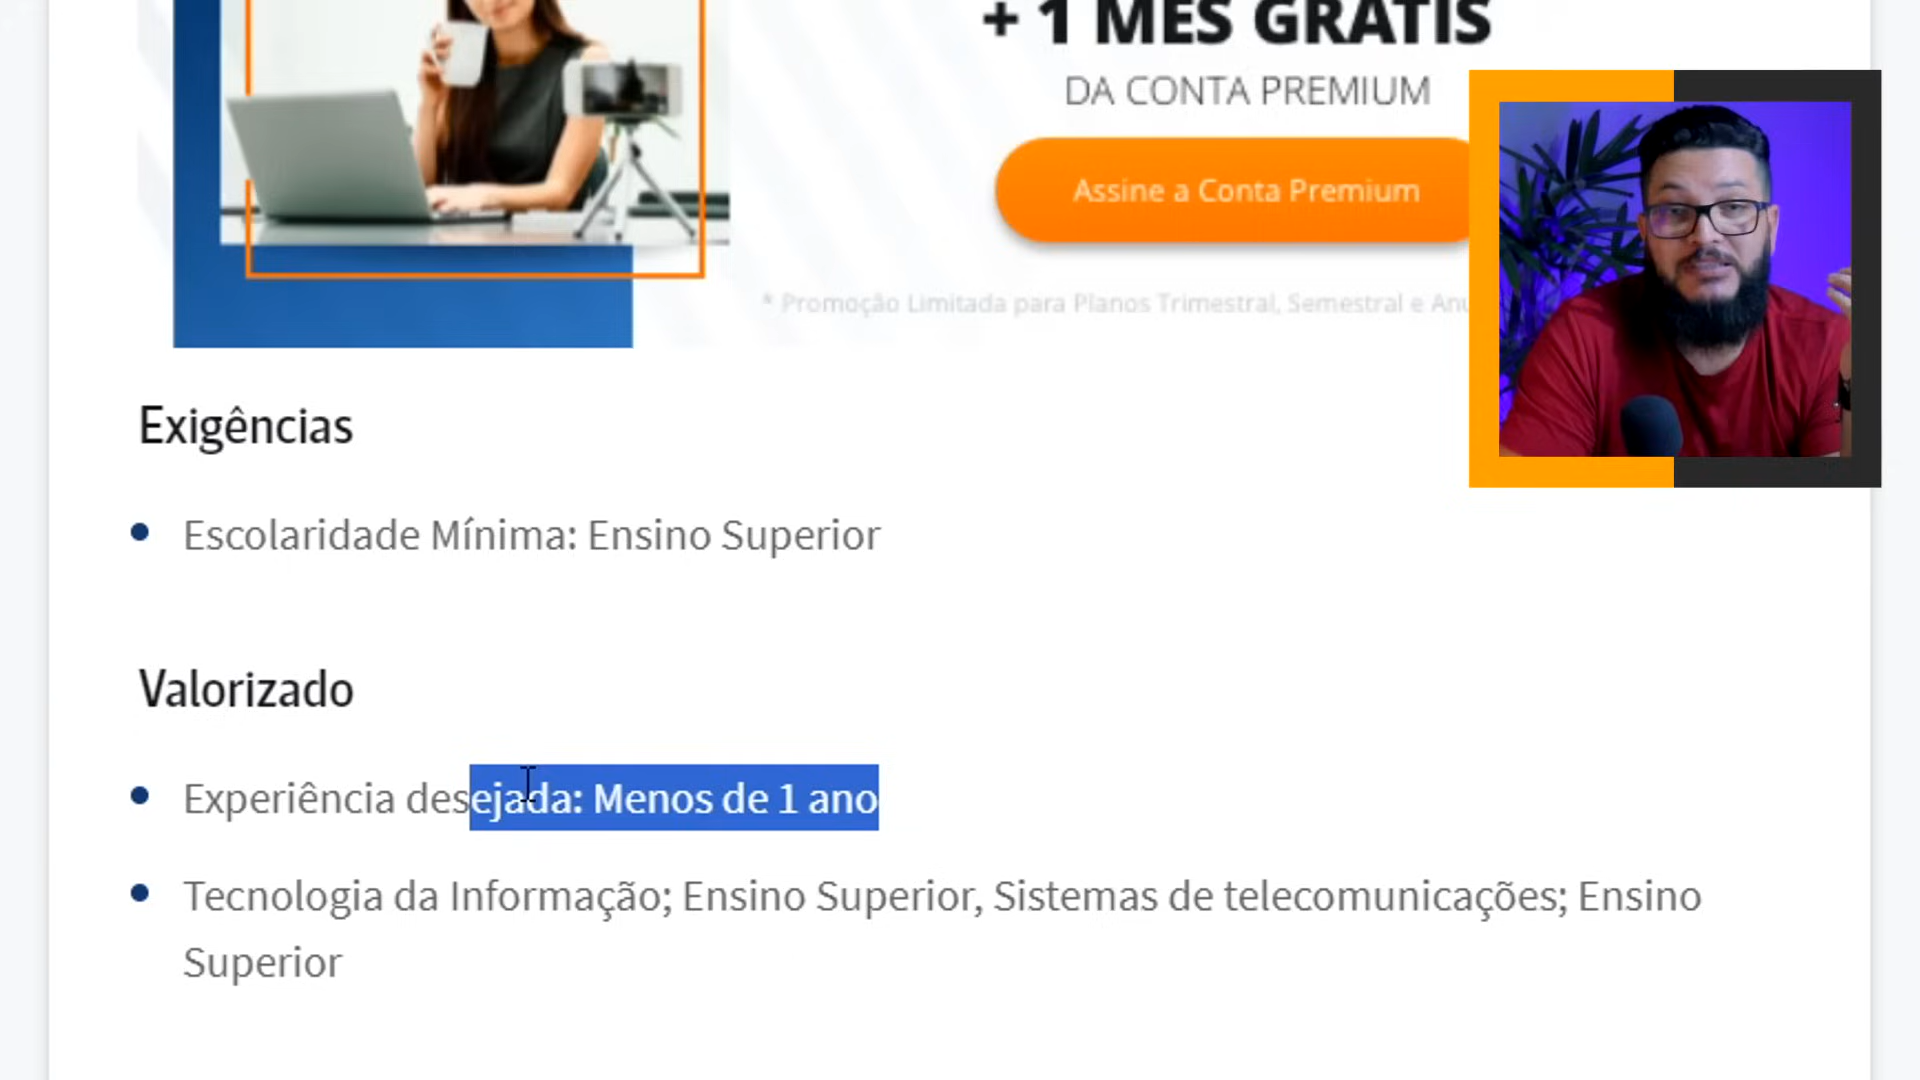 + 1 MÊS GRÁTIS
DA CONTA PREMIUM
Assine a Conta Premium
* Promoção Limitada para Planos Trimestral, Semestral e
Exigências
Escolaridade Mínima: Ensino Superior
Valorizado
Experiência desejada: Menos de 1 ano
Tecnologia da Informação; Ensino Superior, Sistemas de telecomunicações; Ensino
Superior